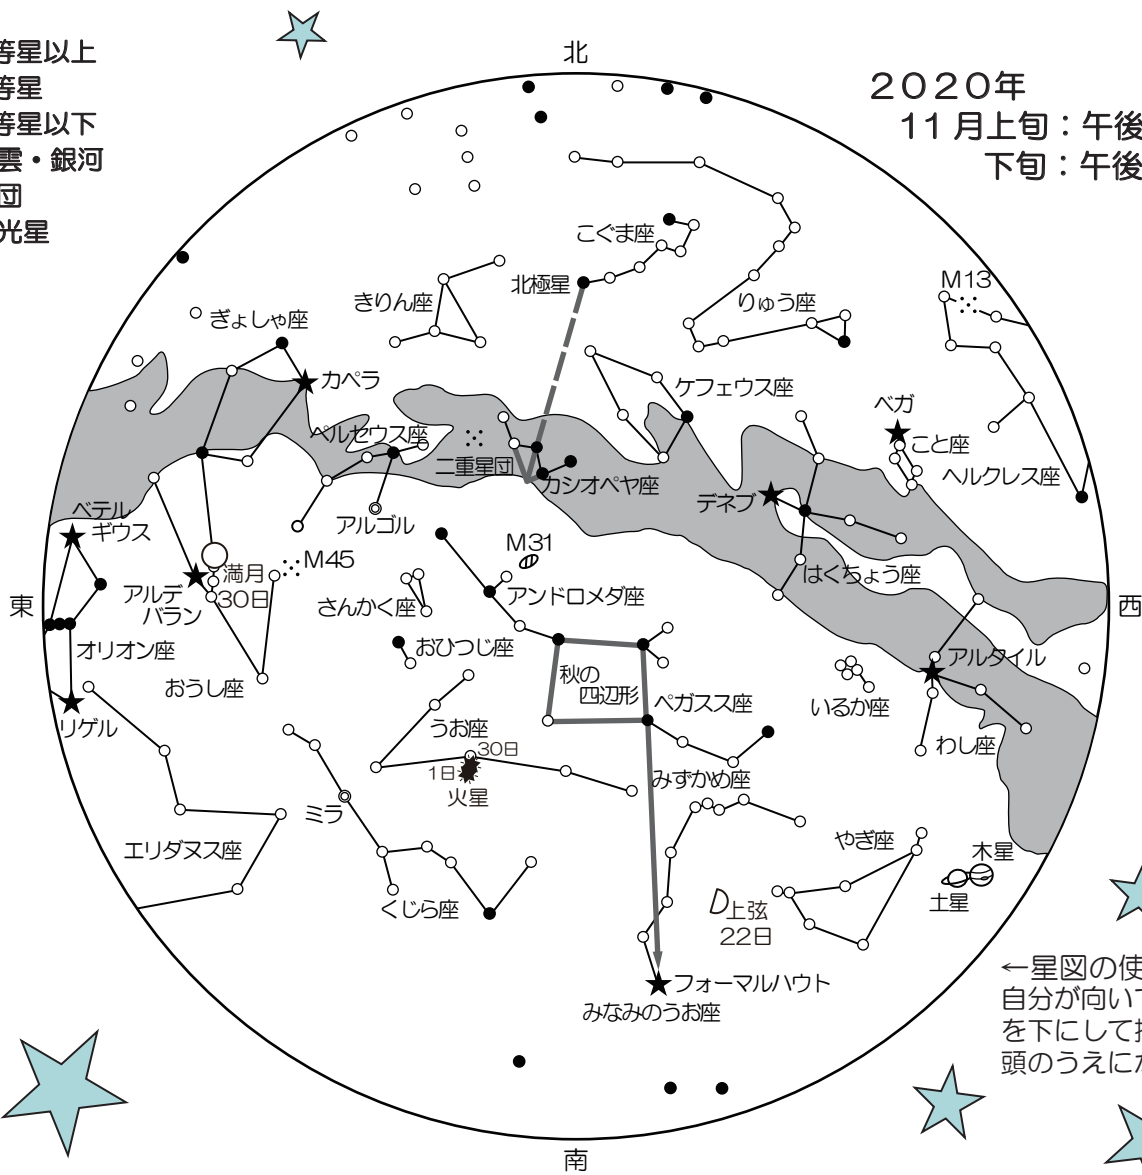 北
等星以上
等星
等星以下
雲・銀河
団
光星
２０２０年
11 月上旬：午後
下旬：午後
こぐま座
北極星
きりん座
りゅう座
M13
ぎょしゃ座
カペラ
ケフェウス座
ベガ
こと座
ヘルクレス座
ペルセウス座
二重星団
カシオペヤ座
デネブ
アルゴル
ベテル
ギウス
M31
M45
満月
30日
はくちょう座
アルデ
バラン
さんかく座
アンドロメダ座
東
西
オリオン座
おひつじ座
アルタイル
おうし座
秋の
四辺形
ペガスス座
いるか座
リゲル
うお座
わし座
30日
1日
火星
みずがめ座
ミラ
エリダヌス座
やぎ座
木星
土星
くじら座
上弦
22日
フォーマルハウト
みなみのうお座
←星図の使
自分が向いて
を下にして
頭のうえに
南